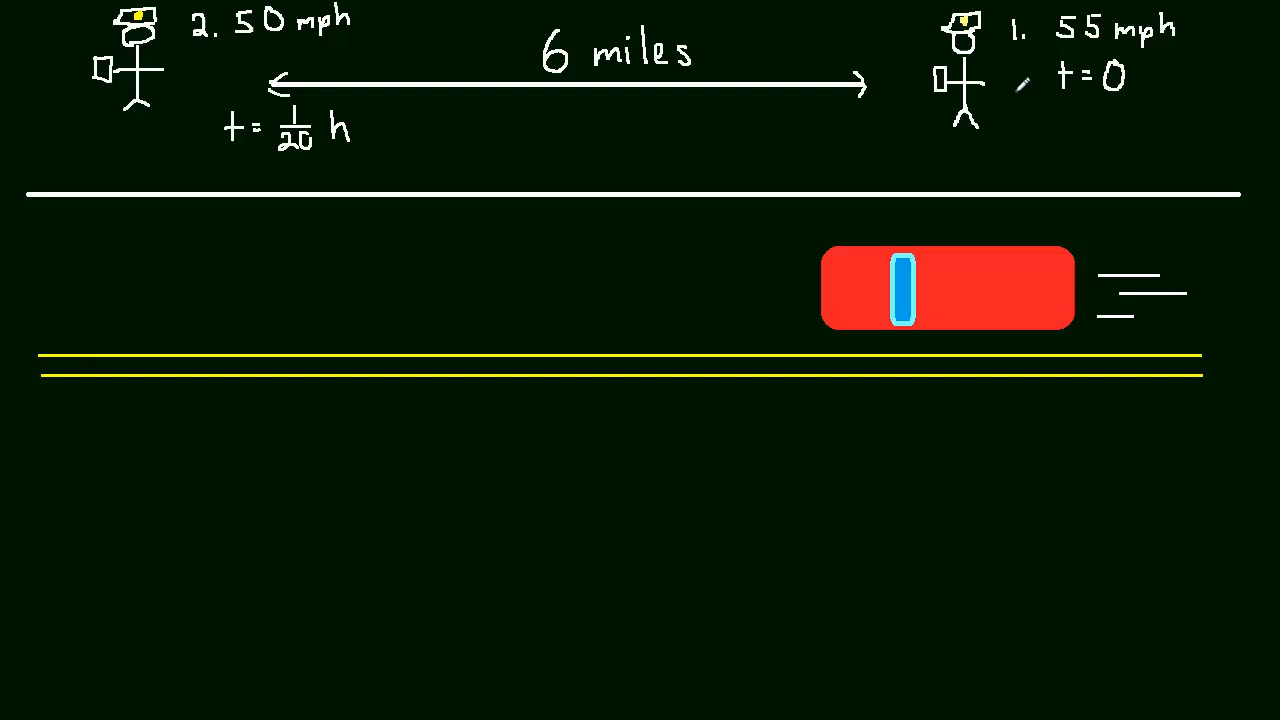 2. 50 mph
6 miles
1. 55 mph
t = 0
t = 1/20 h